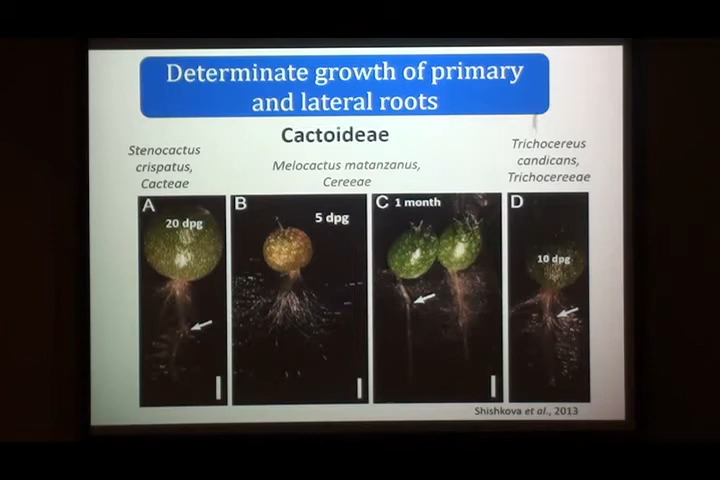 Determinate growth of primary
and lateral roots
Cactoideae
Stenocactus
crispatus,
Cacteae
Melocactus matanzanus,
Cereeae
Trichocereus
candicans,
Trichocereeae
A
20 dpg
B
5 dpg
C 1 month
D
10 dpg
Shishkova et al., 2013